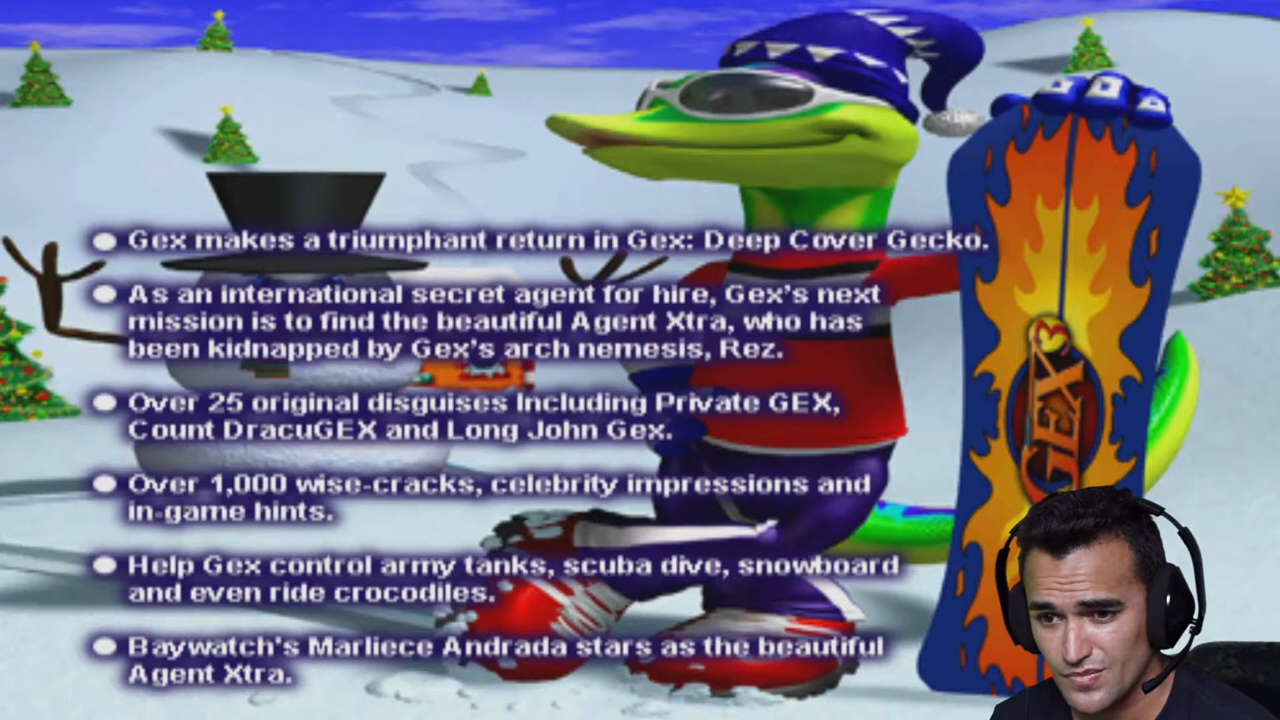 ● Gex makes a triumphant return in Gex: Deep Cover Gecko.
● As an international secret agent for hire, Gex's next
mission is to find the beautiful Agent Xtra, who has
been kidnapped by Gex's arch nemesis, Rez.
● Over 25 original disguises Including Private GEX,
Count DracuGEX and Long John Gex.
● Over 1,000 wise-cracks, celebrity impressions and
in-game hints.
● Help Gex control army tanks, scuba dive, snowboard
and even ride crocodiles.
● Baywatch's Marliece Andrada stars as the beautiful
Agent Xtra.
GEX3